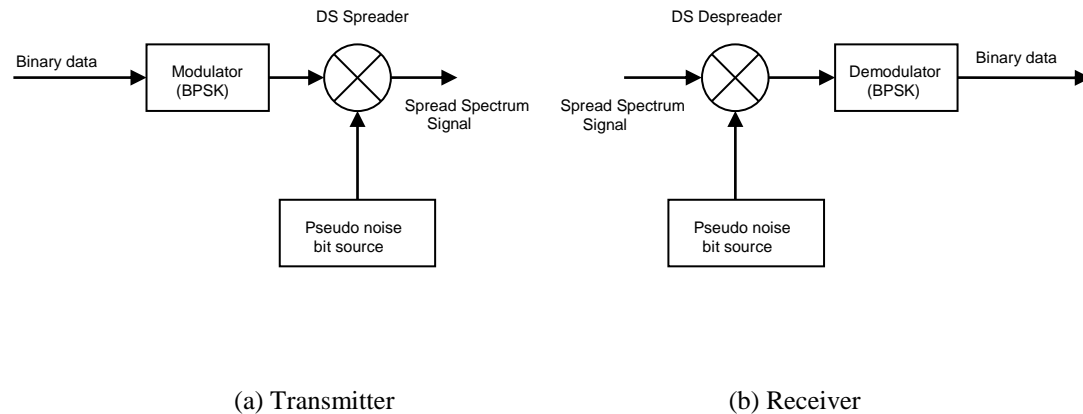 DS Spreader
Binary data
Modulator
(BPSK)
Spread Spectrum
Signal
Pseudo noise
bit source
(a) Transmitter
DS Despreader
Spread Spectrum
Signal
Demodulator
(BPSK)
Binary data
Pseudo noise
bit source
(b) Receiver